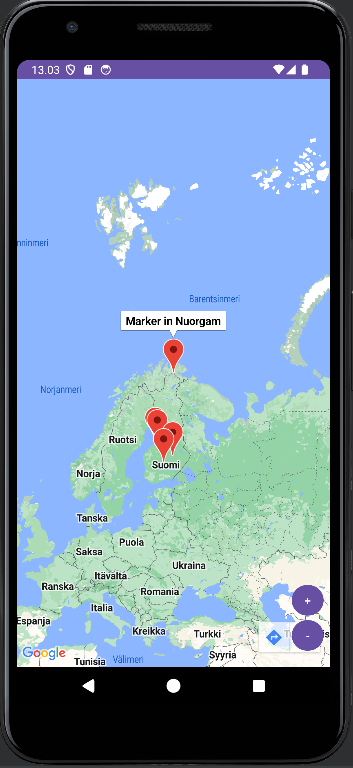 13.03
nninmeri
Barentsinmeri
Marker in Nuorgam
Norjanmeri
Ruotsi
Suomi
Norja
Tanska
Puola
Saksa
Ukraina
Itävalta
Ranska
Romania
Italia
Espanja
Kreikka
Turkki
Syyria
Tunisia
Välimeri
Google
+
-